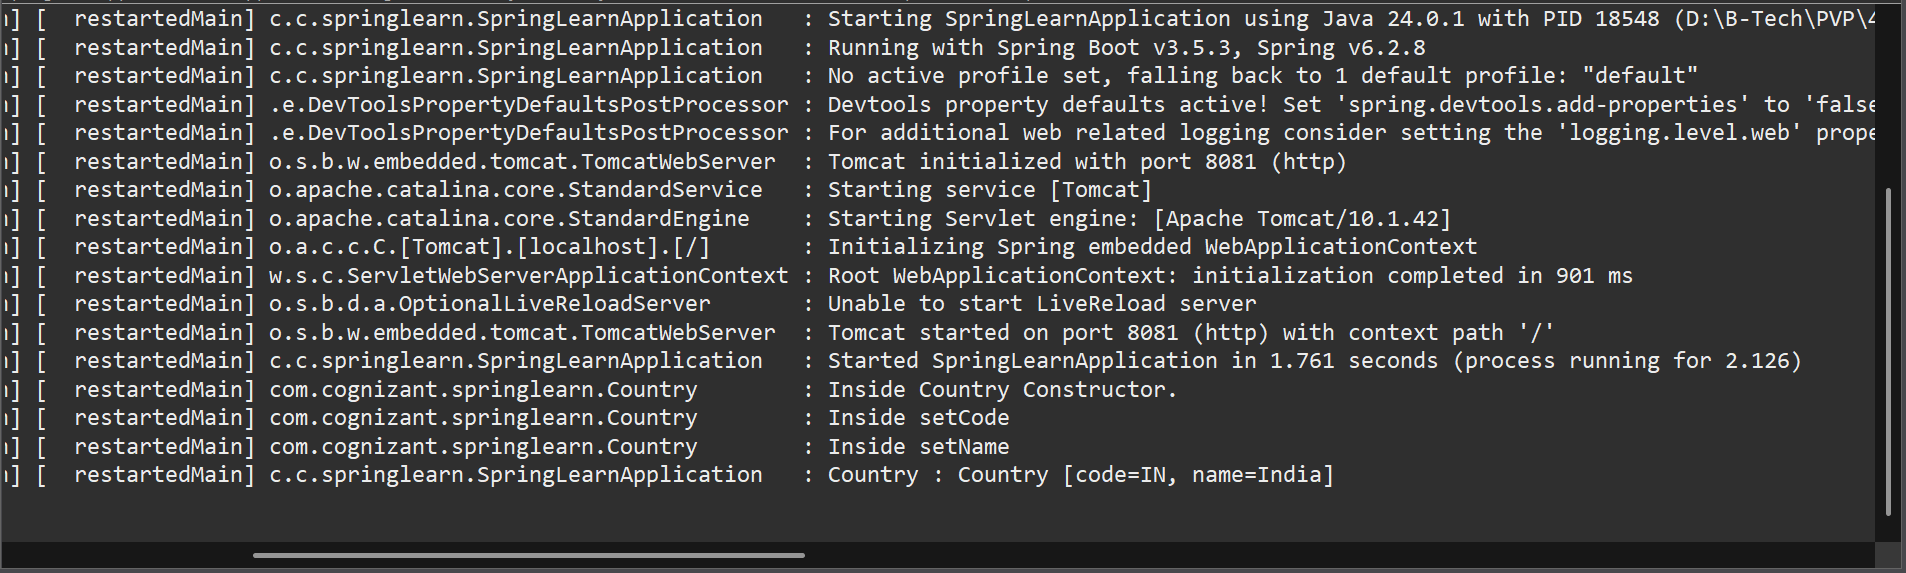 ] [  restartedMain] c.c.springlearn.SpringLearnApplication   : Starting SpringLearnApplication using Java 24.0.1 with PID 18548 (D:\B-Tech\PVP\4
] [  restartedMain] c.c.springlearn.SpringLearnApplication   : Running with Spring Boot v3.5.3, Spring v6.2.8
] [  restartedMain] c.c.springlearn.SpringLearnApplication   : No active profile set, falling back to 1 default profile: "default"
] [  restartedMain] .e.DevToolsPropertyDefaultsPostProcessor : Devtools property defaults active! Set 'spring.devtools.add-properties' to 'false
] [  restartedMain] .e.DevToolsPropertyDefaultsPostProcessor : For additional web related logging consider setting the 'logging.level.web' prope
] [  restartedMain] o.s.b.w.embedded.tomcat.TomcatWebServer  : Tomcat initialized with port 8081 (http)
] [  restartedMain] o.apache.catalina.core.StandardService   : Starting service [Tomcat]
] [  restartedMain] o.apache.catalina.core.StandardEngine    : Starting Servlet engine: [Apache Tomcat/10.1.42]
] [  restartedMain] o.a.c.c.C.[Tomcat].[localhost].[/]       : Initializing Spring embedded WebApplicationContext
] [  restartedMain] w.s.c.ServletWebServerApplicationContext : Root WebApplicationContext: initialization completed in 901 ms
] [  restartedMain] o.s.b.d.a.OptionalLiveReloadServer       : Unable to start LiveReload server
] [  restartedMain] o.s.b.w.embedded.tomcat.TomcatWebServer  : Tomcat started on port 8081 (http) with context path '/'
] [  restartedMain] c.c.springlearn.SpringLearnApplication   : Started SpringLearnApplication in 1.761 seconds (process running for 2.126)
] [  restartedMain] com.cognizant.springlearn.Country        : Inside Country Constructor.
] [  restartedMain] com.cognizant.springlearn.Country        : Inside setCode
] [  restartedMain] com.cognizant.springlearn.Country        : Inside setName
] [  restartedMain] c.c.springlearn.SpringLearnApplication   : Country : Country [code=IN, name=India]